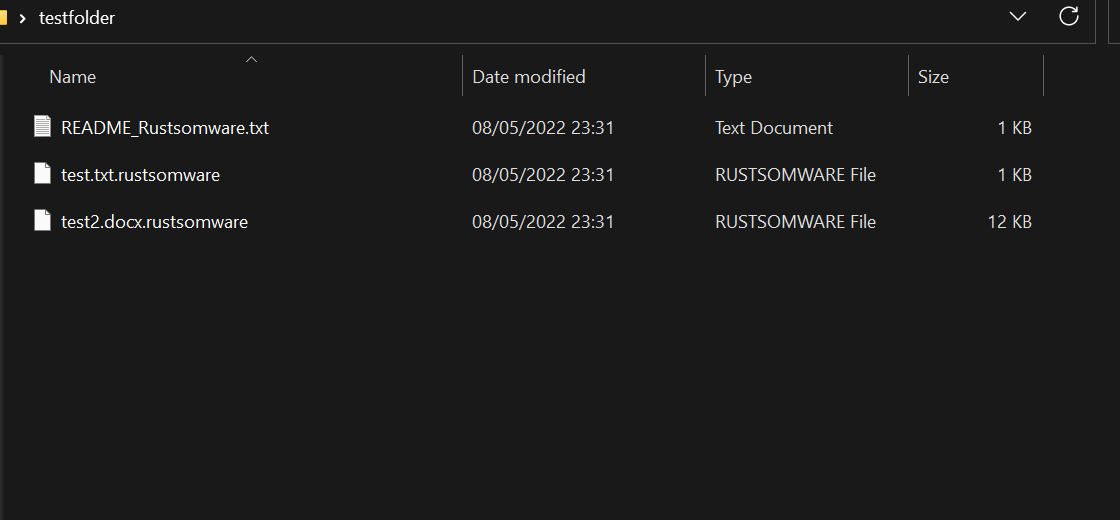 testfolder
Name Date modified Type Size
README_Rustsomware.txt 08/05/2022 23:31 Text Document 1 KB
test.txt.rustsomware 08/05/2022 23:31 RUSTSOMWARE File 1 KB
test2.docx.rustsomware 08/05/2022 23:31 RUSTSOMWARE File 12 KB